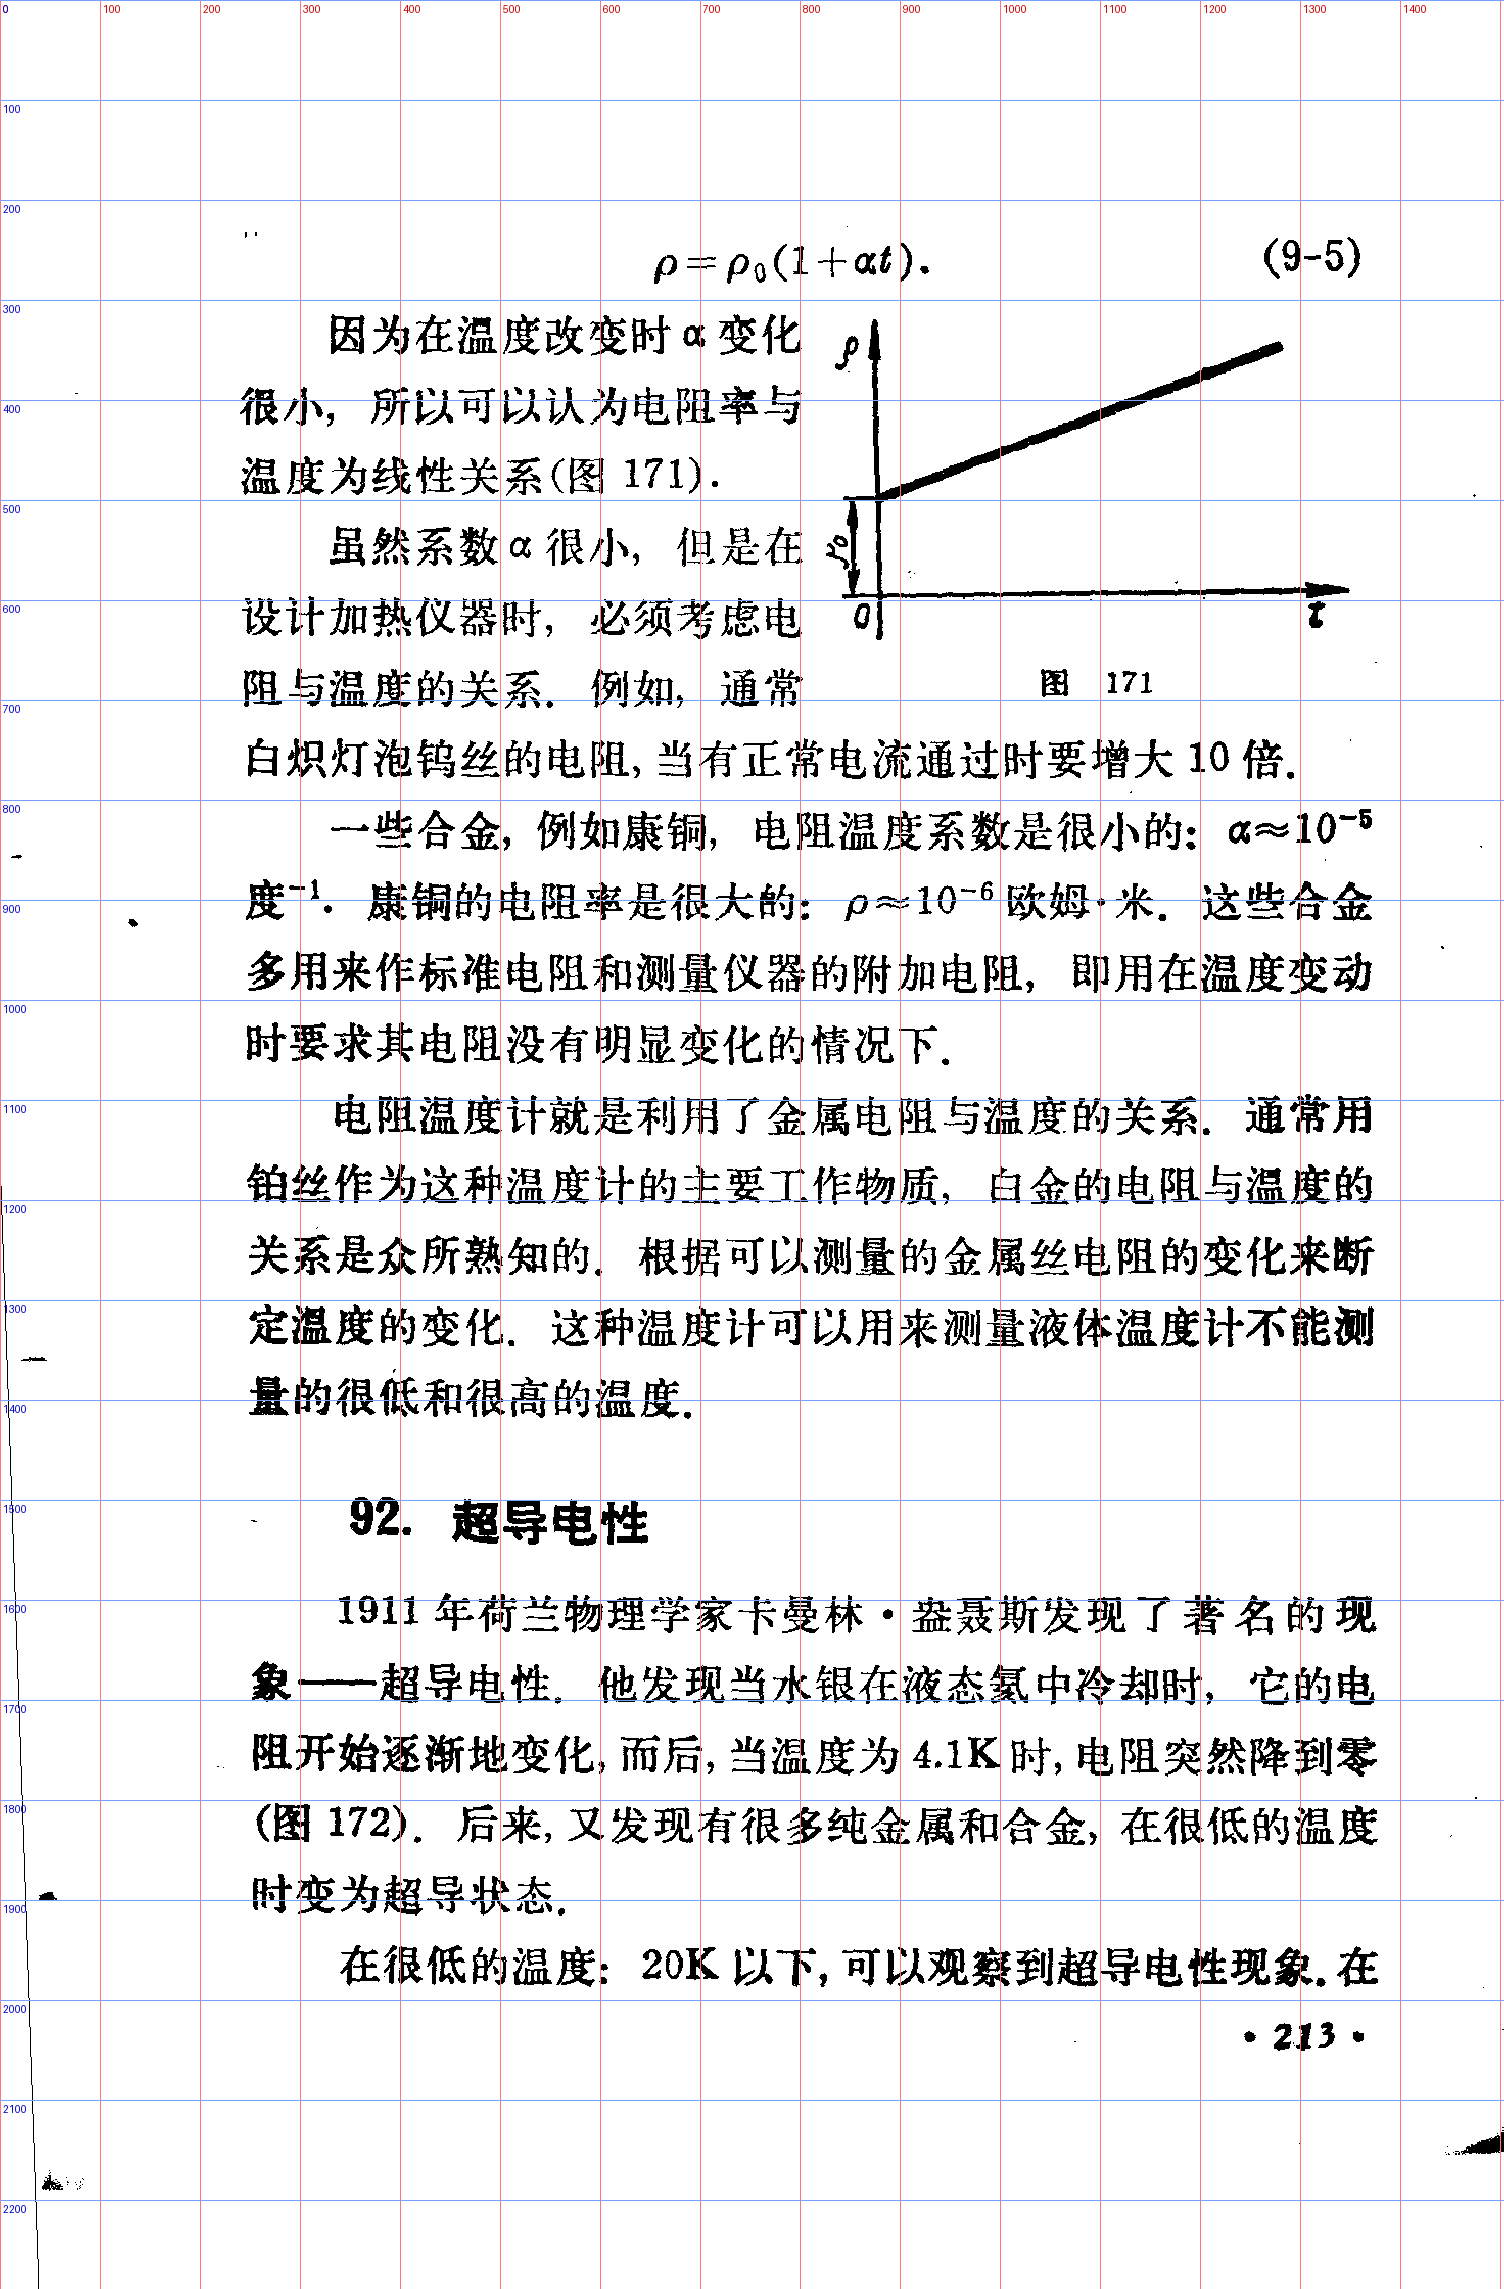 ρ=ρ₀(1+αt). (9-5)
因为在温度改变时 α 变化
很小, 所以可以认为电阻率与
温度为线性关系(图 171).
虽然系数 α 很小, 但是在
设计加热仪器时, 必须考虑电
阻与温度的关系. 例如, 通常
ρ
ρ₀
0
t
图 171
白炽灯泡钨丝的电阻, 当有正常电流通过时要增大 10 倍.
一些合金, 例如康铜, 电阻温度系数是很小的: α≈10⁻⁵
度⁻¹. 康铜的电阻率是很大的: ρ≈10⁻⁶ 欧姆·米. 这些合金
多用来作标准电阻和测量仪器的附加电阻, 即用在温度变动
时要求其电阻没有明显变化的情况下.
电阻温度计就是利用了金属电阻与温度的关系. 通常用
铂丝作为这种温度计的主要工作物质, 白金的电阻与温度的
关系是众所熟知的. 根据可以测量的金属丝电阻的变化来断
定温度的变化. 这种温度计可以用来测量液体温度计不能测
量的很低和很高的温度.
92. 超导电性
1911 年荷兰物理学家卡曼林·盎聂斯发现了著名的现
象——超导电性. 他发现当水银在液态氦中冷却时, 它的电
阻开始逐渐地变化, 而后, 当温度为 4.1K 时, 电阻突然降到零
(图 172). 后来, 又发现有很多纯金属和合金, 在很低的温度
时变为超导状态.
在很低的温度: 20K 以下, 可以观察到超导电性现象. 在
• 213 •